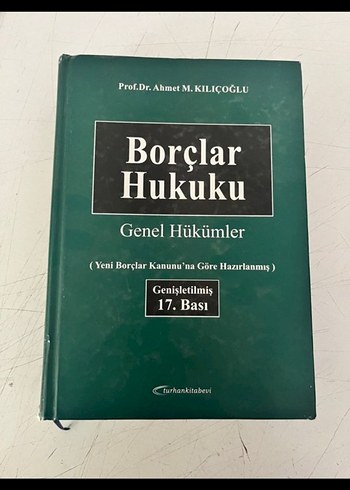 Prof.Dr. Ahmet M. KILIÇOĞLU
Borçlar
Hukuku
Genel Hükümler
( Yeni Borçlar Kanunu'na Göre Hazırlanmış )
Genişletilmiş
17. Bası
turhankitabevi